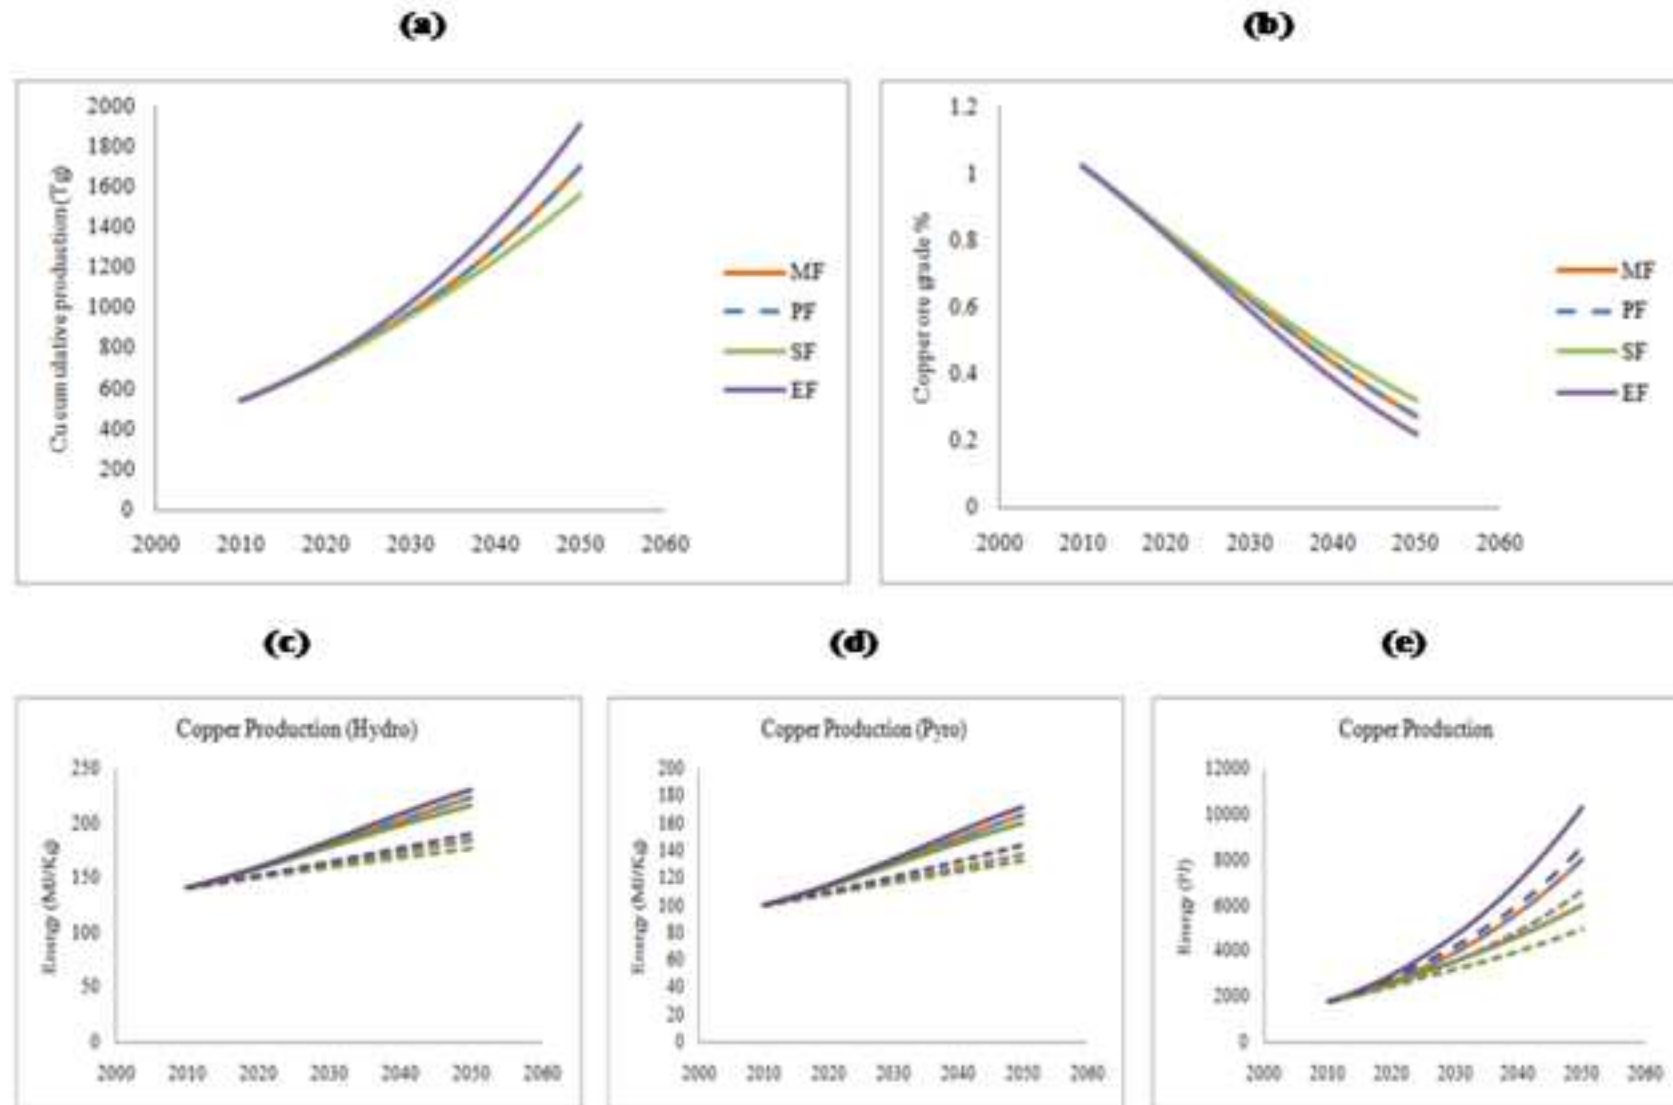 (a)
(b)
2000
1800
1600
1400
1200
1000
800
600
400
200
0
Cu cumulative production (Tg)
2000 2010 2020 2030 2040 2050 2060
MF
PF
SF
EF
1.2
1
0.8
0.6
0.4
0.2
0
Copper ore grade %
2000 2010 2020 2030 2040 2050 2060
MF
PF
SF
EF
(c)
(d)
(e)
Copper Production (Hydro)
250
200
150
100
50
0
Energy (MJ/Kg)
2000 2010 2020 2030 2040 2050 2060
Copper Production (Pyro)
200
180
160
140
120
100
80
60
40
20
0
Energy (MJ/Kg)
2000 2010 2020 2030 2040 2050 2060
Copper Production
12000
10000
8000
6000
4000
2000
0
Energy (PJ)
2000 2010 2020 2030 2040 2050 2060